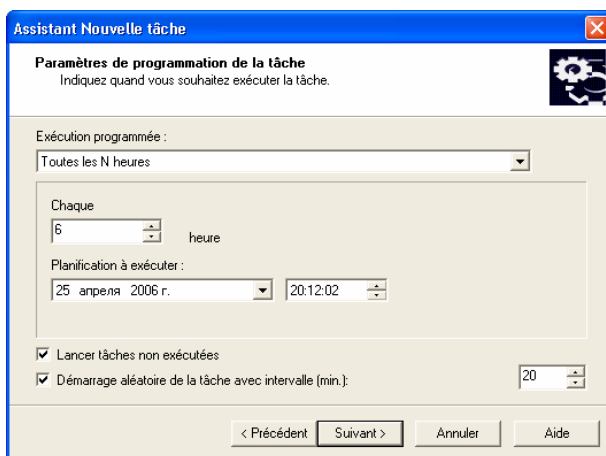 Assistant Nouvelle tâche
Paramètres de programmation de la tâche
Indiquez quand vous souhaitez exécuter la tâche.
Exécution programmée :
Toutes les N heures
Chaque
6 heure
Planification à exécuter :
25 апреля 2006 г. 20:12:02
Lancer tâches non exécutées
Démarrage aléatoire de la tâche avec intervalle (min.): 20
< Précédent Suivant > Annuler Aide